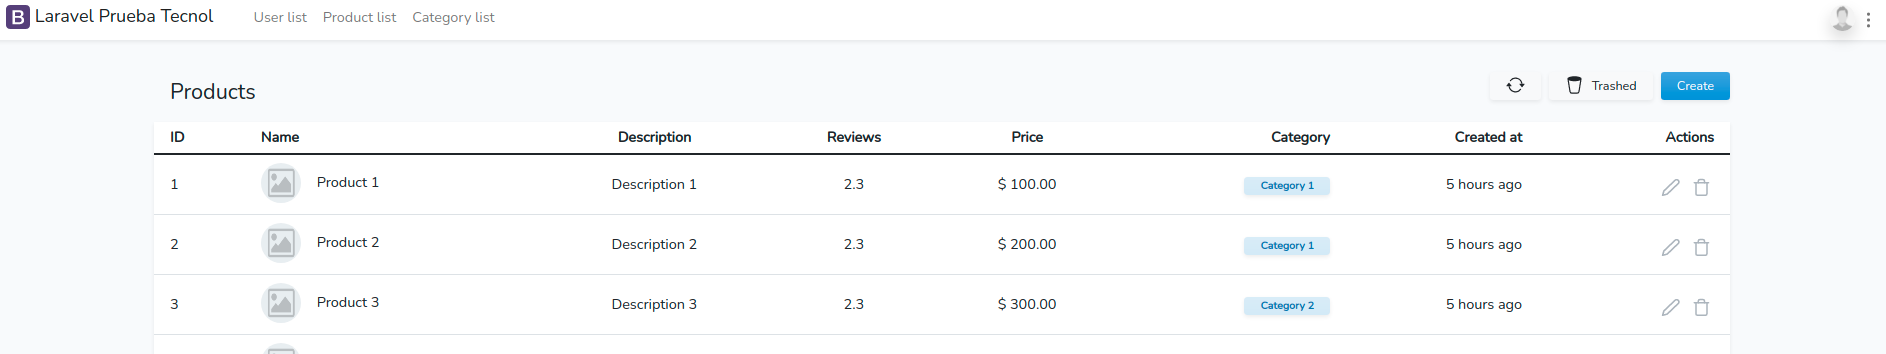 B Laravel Prueba Tecnol User list Product list Category list
Products Trashed Create
ID Name Description Reviews Price Category Created at Actions
1 Product 1 Description 1 2.3 $ 100.00 Category 1 5 hours ago
2 Product 2 Description 2 2.3 $ 200.00 Category 1 5 hours ago
3 Product 3 Description 3 2.3 $ 300.00 Category 2 5 hours ago